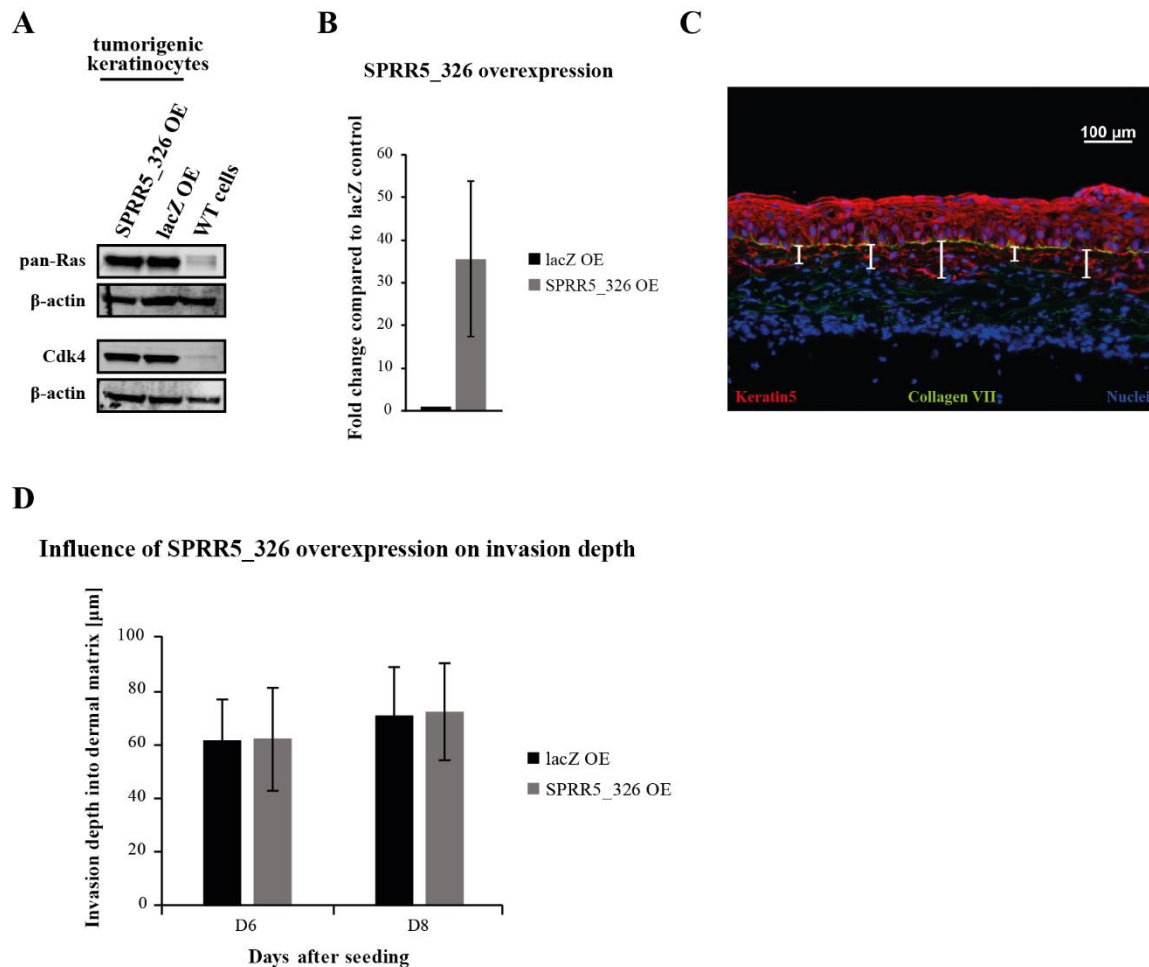 A
tumorigenic
keratinocytes
SPRR5_326 OE
lacZ OE
WT cells
pan-Ras
β-actin
Cdk4
β-actin
B
SPRR5_326 overexpression
Fold change compared to lacZ control
60
50
40
30
20
10
0
lacZ OE
SPRR5_326 OE
C
100 µm
Keratin5
Collagen VII
Nuclei
D
Influence of SPRR5_326 overexpression on invasion depth
Invasion depth into dermal matrix [µm]
100
80
60
40
20
0
D6
D8
Days after seeding
lacZ OE
SPRR5_326 OE